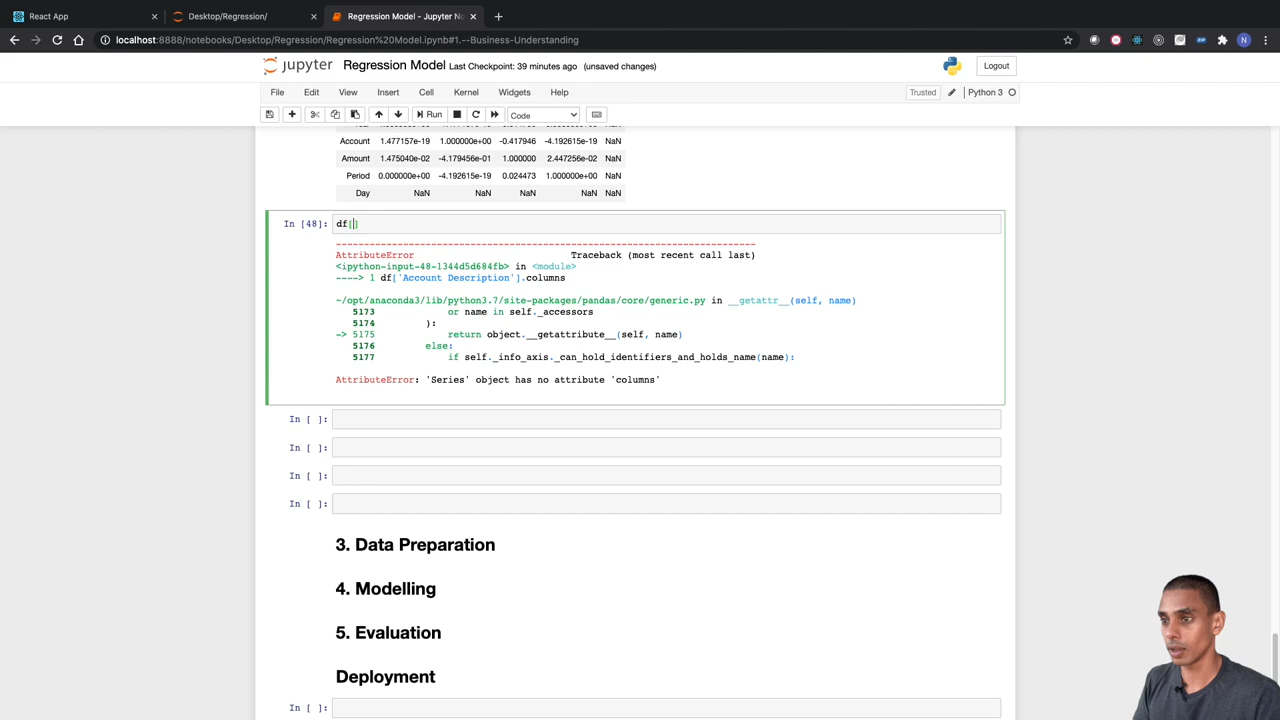 React App
Desktop/Regression/
Regression Model - Jupyter No
localhost:8888/notebooks/Desktop/Regression/Regression%20Model.ipynb#1.--Business-Understanding
N
jupyter Regression Model Last Checkpoint: 39 minutes ago (unsaved changes)
Logout
File Edit View Insert Cell Kernel Widgets Help
Trusted Python 3
Run Code
Account 1.477157e-19 1.000000e+00 -0.417946 -4.192615e-19 NaN
Amount 1.475040e-02 -4.179456e-01 1.000000 2.447256e-02 NaN
Period 0.000000e+00 -4.192615e-19 0.024473 1.000000e+00 NaN
Day NaN NaN NaN NaN NaN
In [48]: df[]
---------------------------------------------------------------------------
AttributeError Traceback (most recent call last)
<ipython-input-48-1344d5d684fb> in <module>
----> 1 df['Account Description'].columns
~/opt/anaconda3/lib/python3.7/site-packages/pandas/core/generic.py in __getattr__(self, name)
5173 or name in self._accessors
5174 ):
-> 5175 return object.__getattribute__(self, name)
5176 else:
5177 if self._info_axis._can_hold_identifiers_and_holds_name(name):
AttributeError: 'Series' object has no attribute 'columns'
In [ ]:
In [ ]:
In [ ]:
In [ ]:
3. Data Preparation
4. Modelling
5. Evaluation
Deployment
In [ ]: